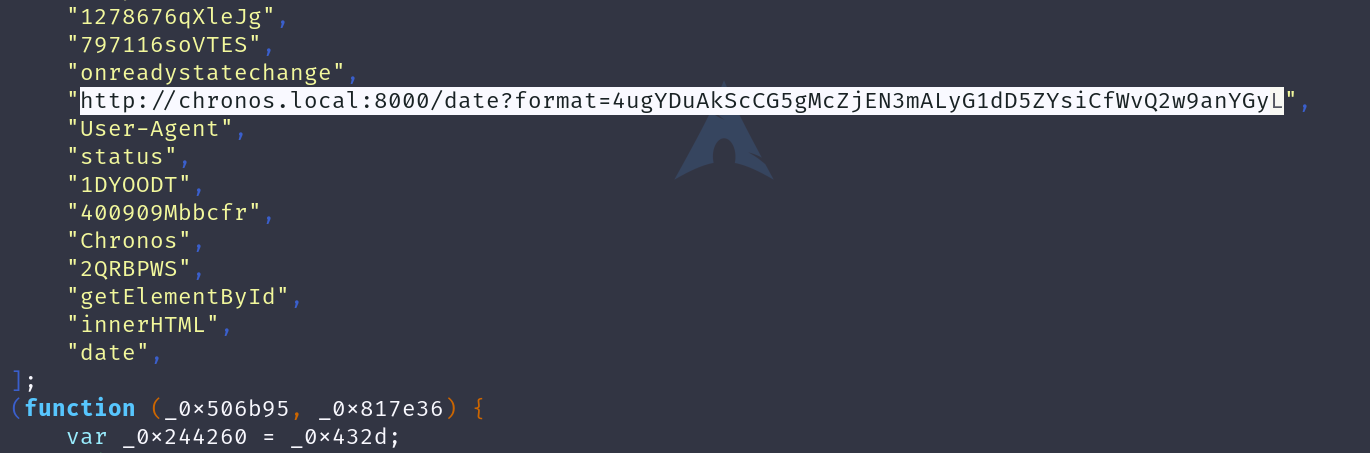 "1278676qXleJg",
"797116soVTES",
"onreadystatechange",
"http://chronos.local:8000/date?format=4ugYDuAkScCG5gMcZjEN3mALyG1dD5ZYsiCfWvQ2w9anYGyL",
"User-Agent",
"status",
"1DYOODT",
"400909Mbbcfr",
"Chronos",
"2QRBPWS",
"getElementById",
"innerHTML",
"date",
];
(function (_0×506b95, _0×817e36) {
var _0×244260 = _0×432d;